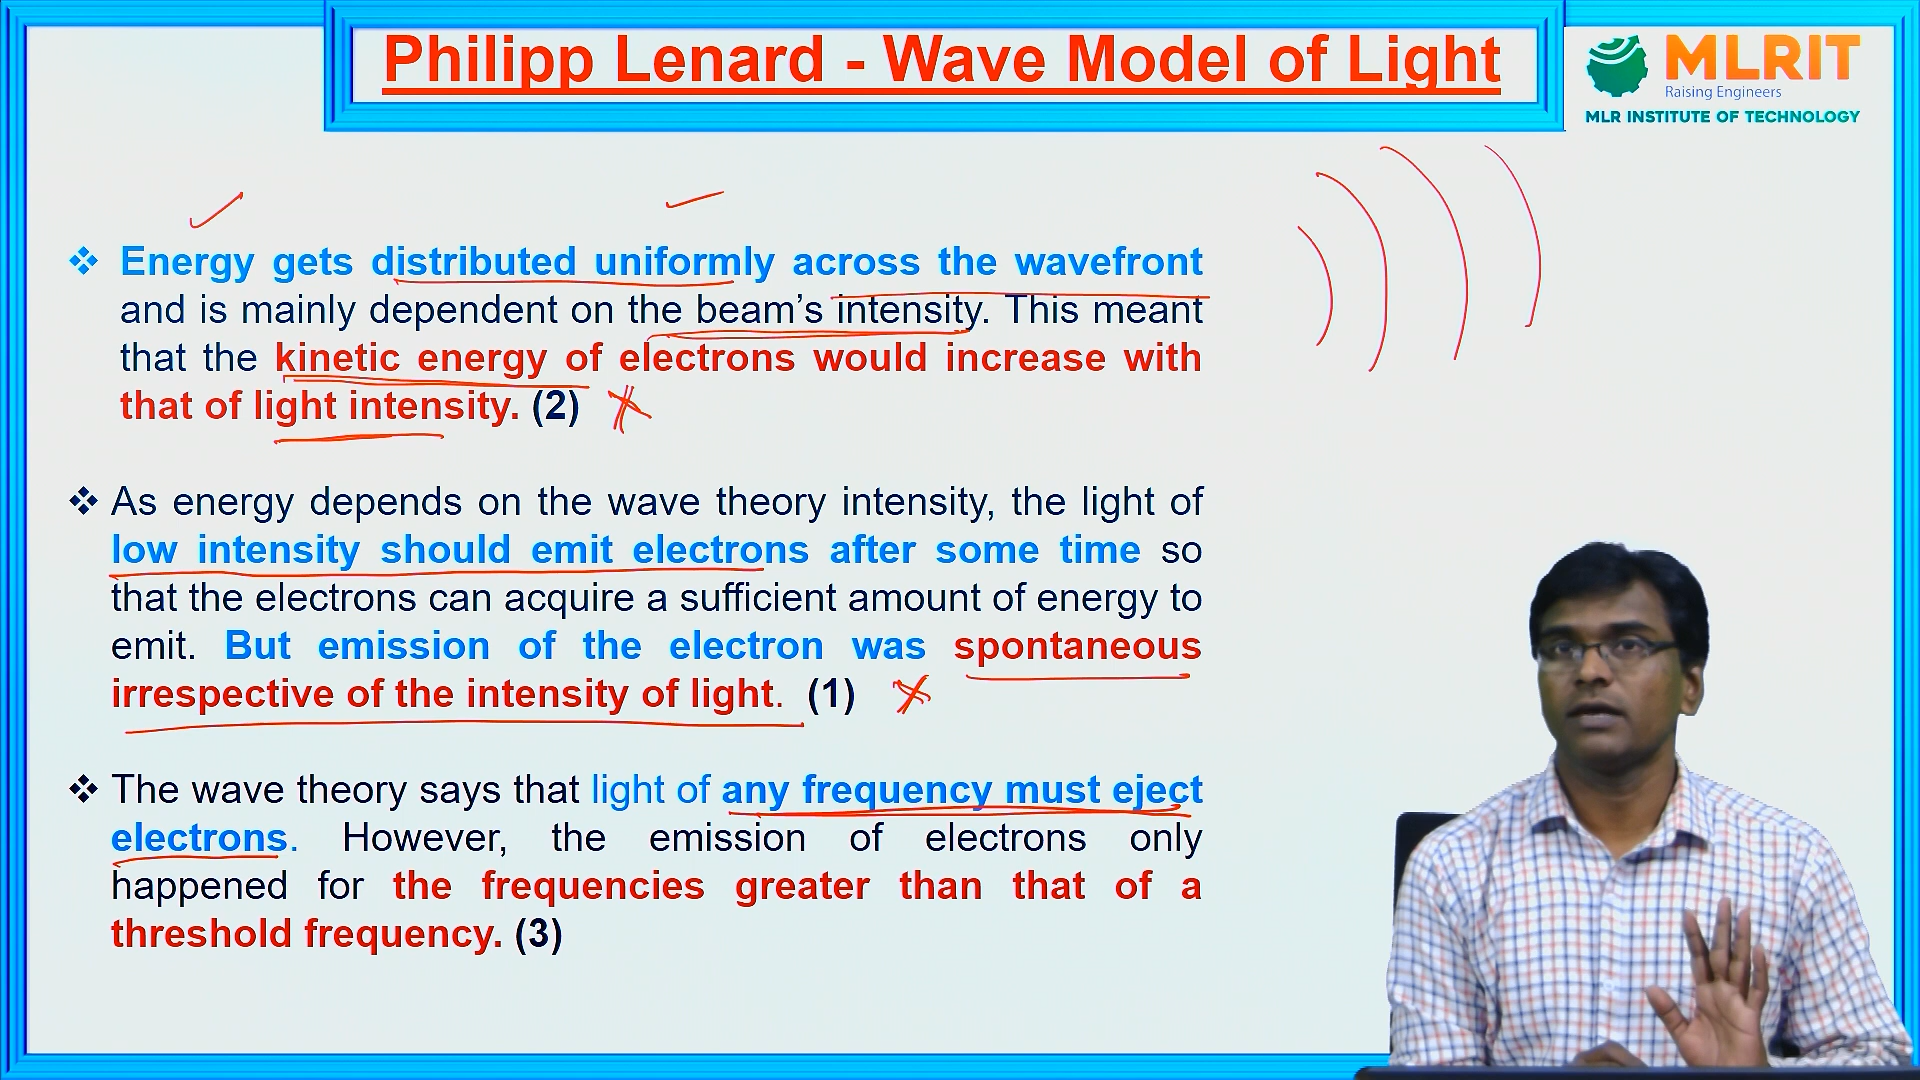 Philipp Lenard - Wave Model of Light
MLRIT
Raising Engineers
MLR INSTITUTE OF TECHNOLOGY
❖ Energy gets distributed uniformly across the wavefront
and is mainly dependent on the beam’s intensity. This meant
that the kinetic energy of electrons would increase with
that of light intensity. (2)
❖ As energy depends on the wave theory intensity, the light of
low intensity should emit electrons after some time so
that the electrons can acquire a sufficient amount of energy to
emit. But emission of the electron was spontaneous
irrespective of the intensity of light. (1)
❖ The wave theory says that light of any frequency must eject
electrons. However, the emission of electrons only
happened for the frequencies greater than that of a
threshold frequency. (3)